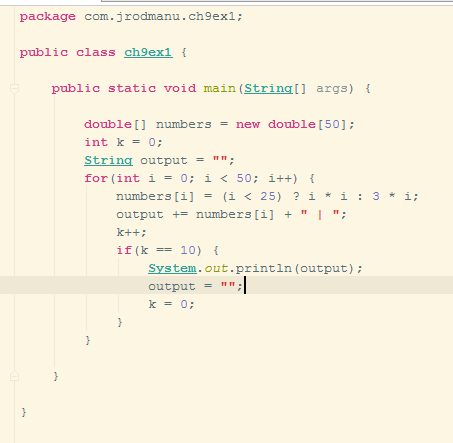 package com.jrodmanu.ch9ex1;
public class ch9ex1 {
public static void main(String[] args) {
double[] numbers = new double[50];
int k = 0;
String output = "";
for(int i = 0; i < 50; i++) {
numbers[i] = (i < 25) ? i * i : 3 * i;
output += numbers[i] + " | ";
k++;
if(k == 10) {
System.out.println(output);
output = "";
k = 0;
}
}
}
}